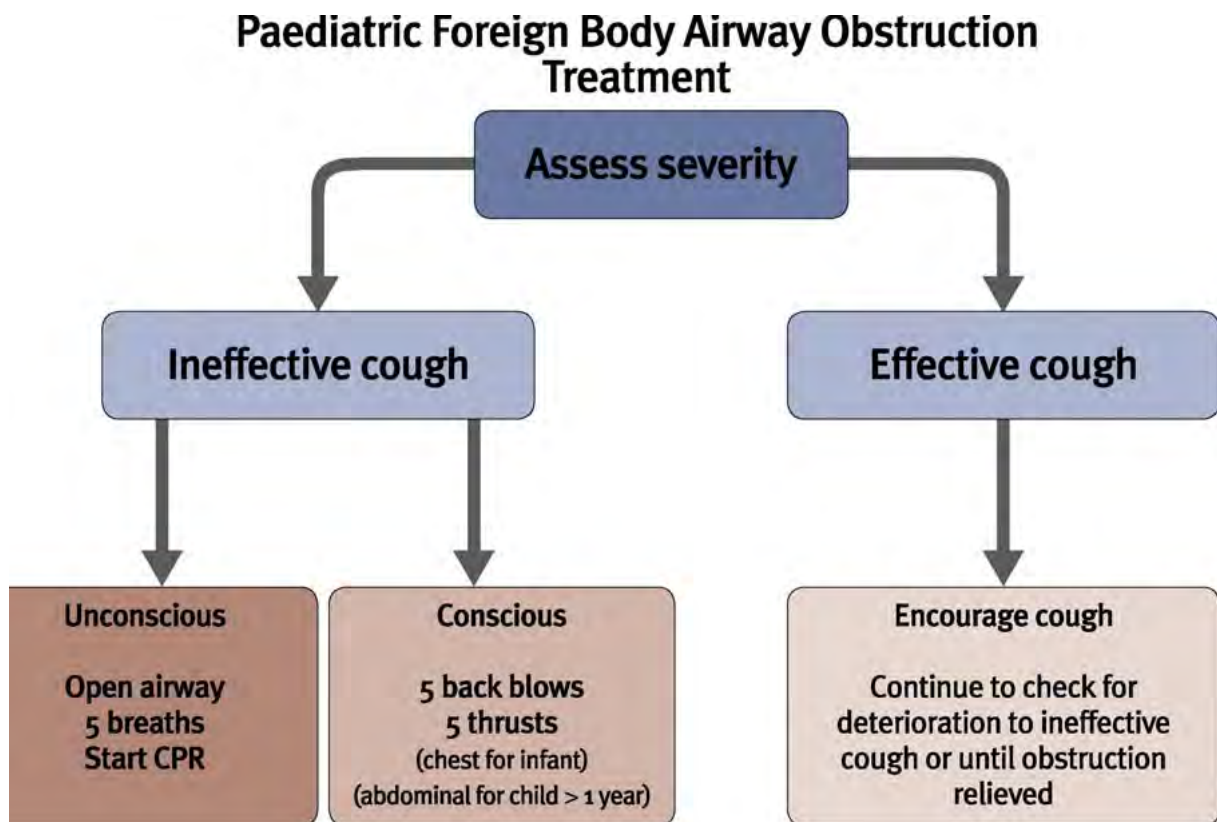 Paediatric Foreign Body Airway Obstruction
Treatment
Assess severity
Ineffective cough
Effective cough
Unconscious
Open airway
5 breaths
Start CPR
Conscious
5 back blows
5 thrusts
(chest for infant)
(abdominal for child > 1 year)
Encourage cough
Continue to check for
deterioration to ineffective
cough or until obstruction
relieved